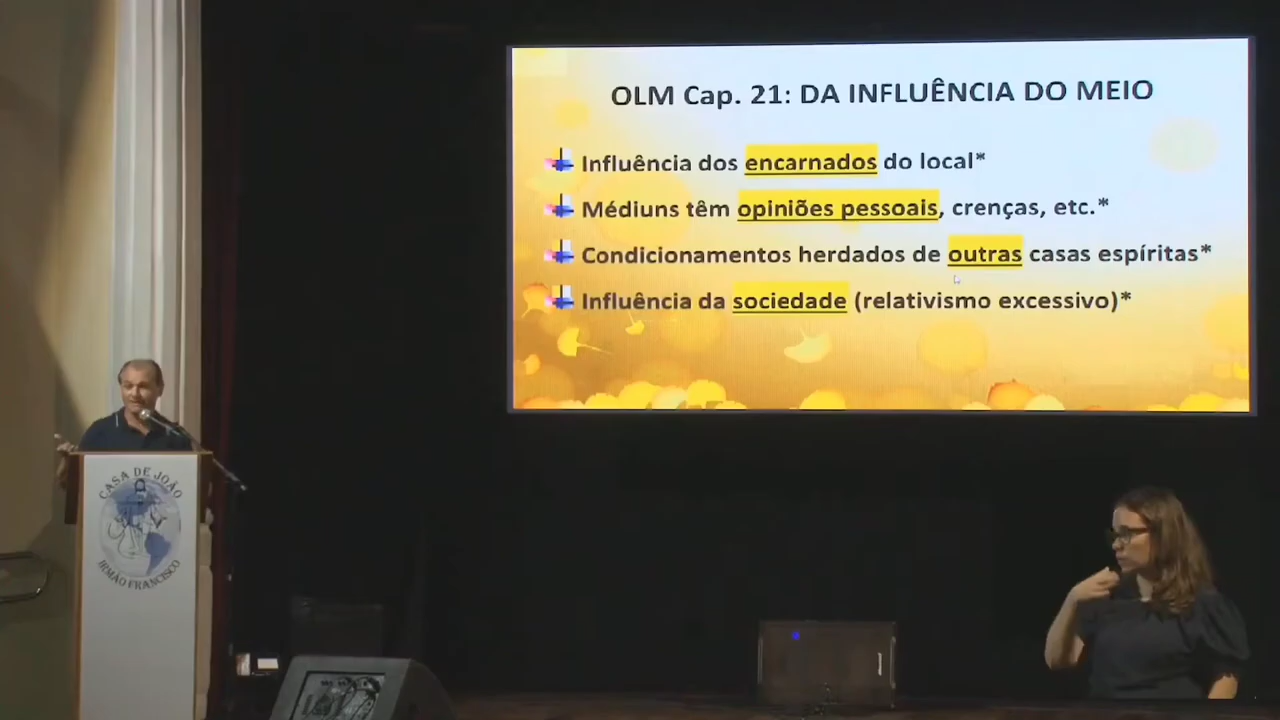 OLM Cap. 21: DA INFLUÊNCIA DO MEIO
Influência dos encarnados do local*
Médiuns têm opiniões pessoais, crenças, etc.*
Condicionamentos herdados de outras casas espíritas*
Influência da sociedade (relativismo excessivo)*
CASA DE JOÃO
IRMÃO FRANCISCO